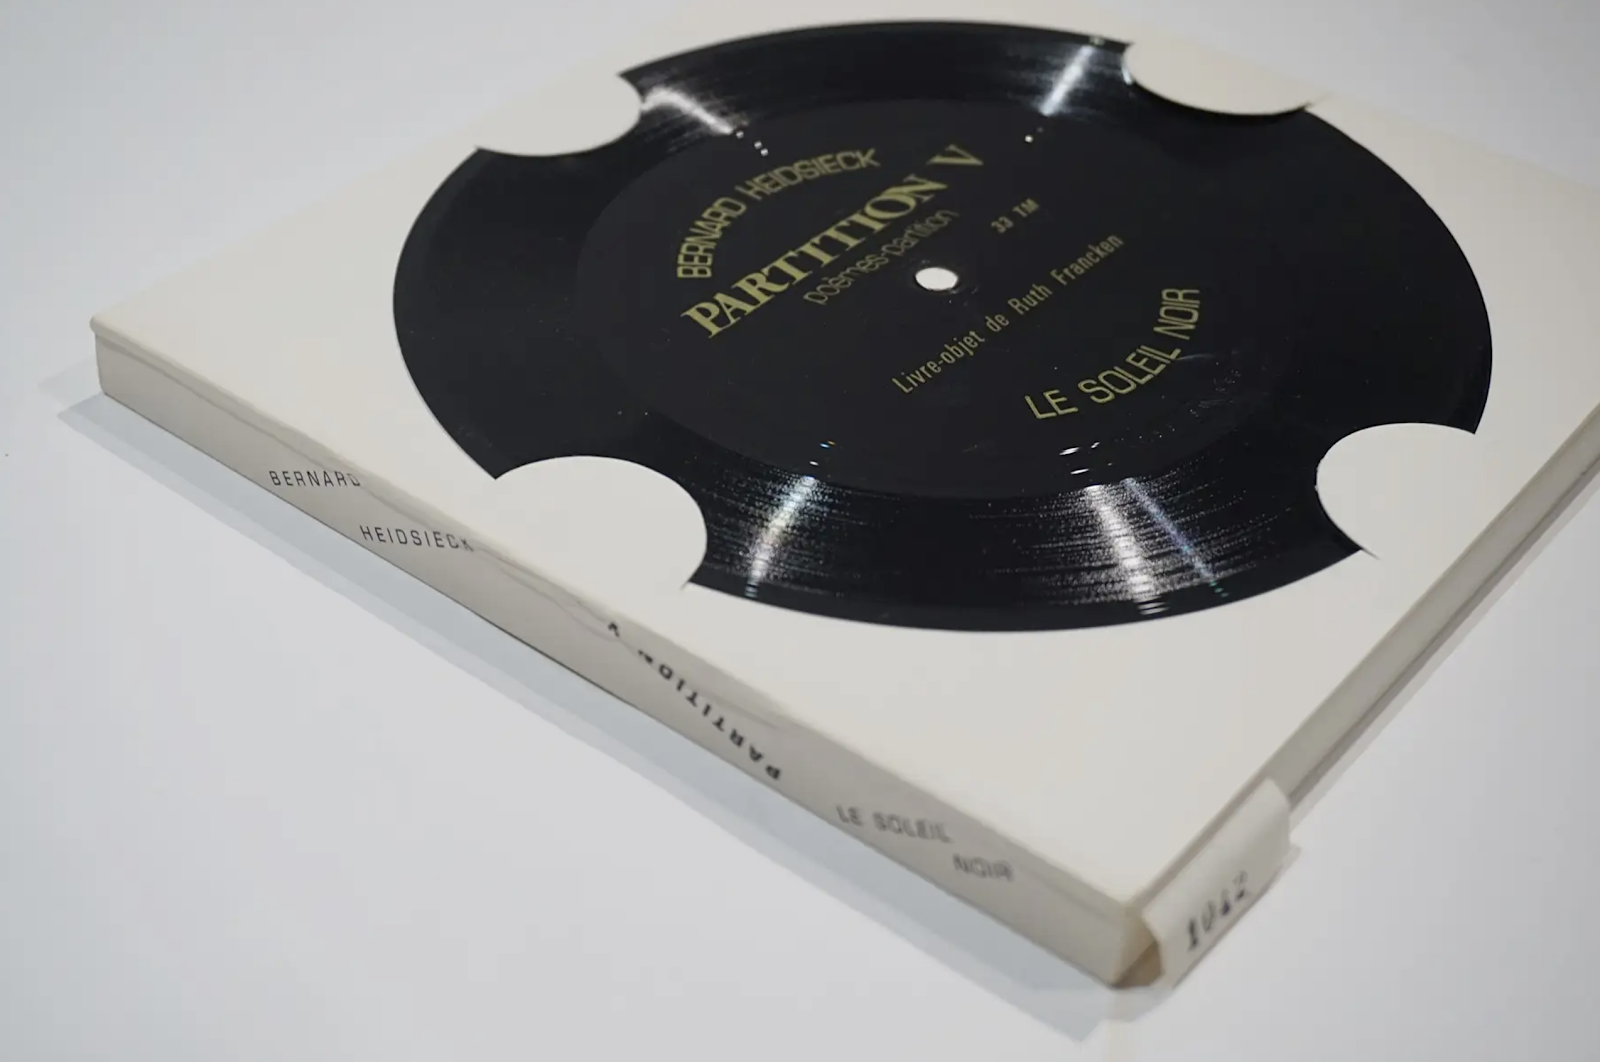 BERNARD HEIDSIECK
PARTITION V
poèmes-partition
33 TM
Livre-objet de Ruth Francken
LE SOLEIL NOIR
BERNARD
HEIDSIECK
PARTITION V
LE SOLEIL
NOIR
1042